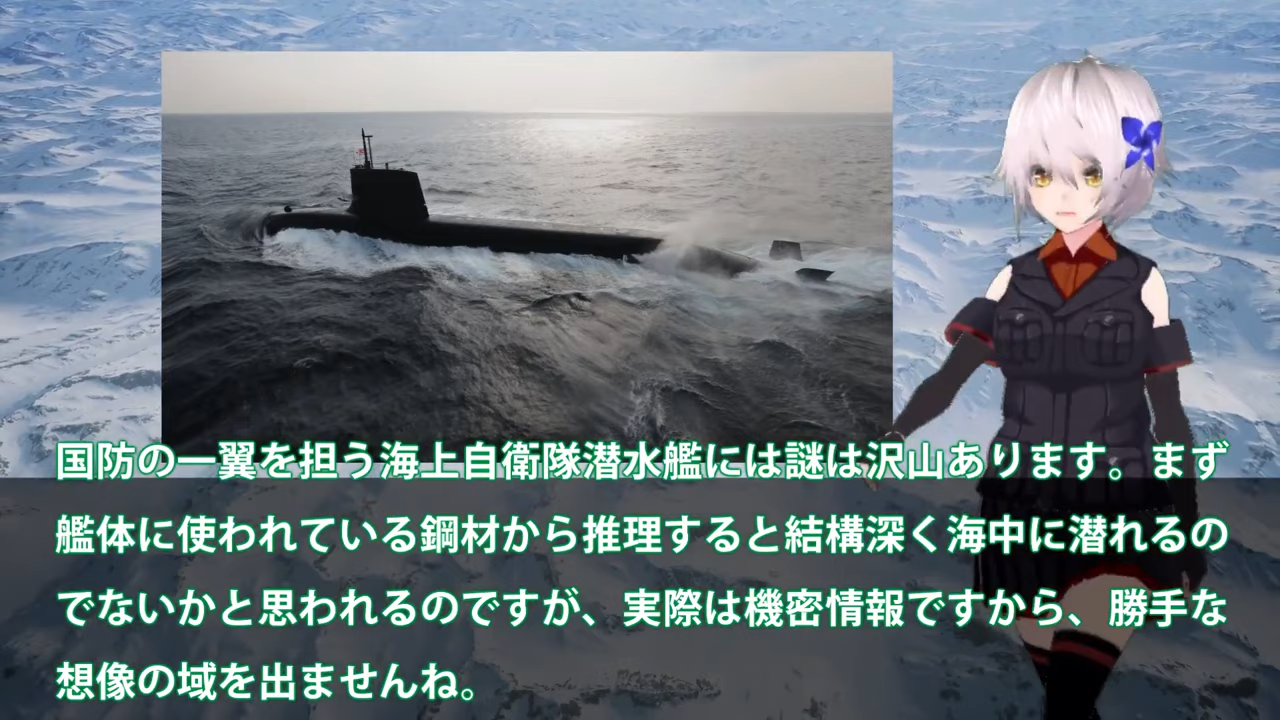 国防の一翼を担う海上自衛隊潜水艦には謎は沢山あります。まず
艦体に使われている鋼材から推理すると結構深く海中に潜れるの
でないかと思われるのですが、実際は機密情報ですから、勝手な
想像の域を出ませんね。